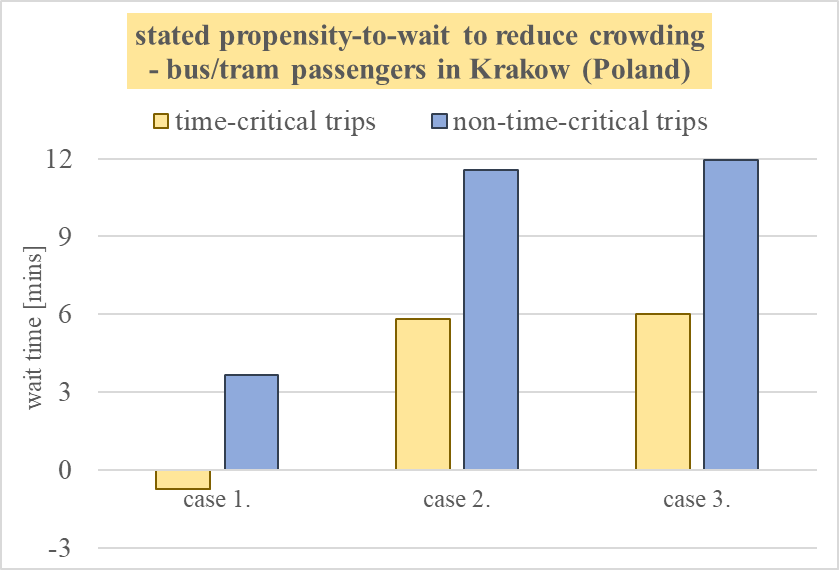 stated propensity-to-wait to reduce crowding
- bus/tram passengers in Krakow (Poland)
time-critical trips
non-time-critical trips
wait time [mins]
12
9
6
3
0
-3
case 1.
case 2.
case 3.